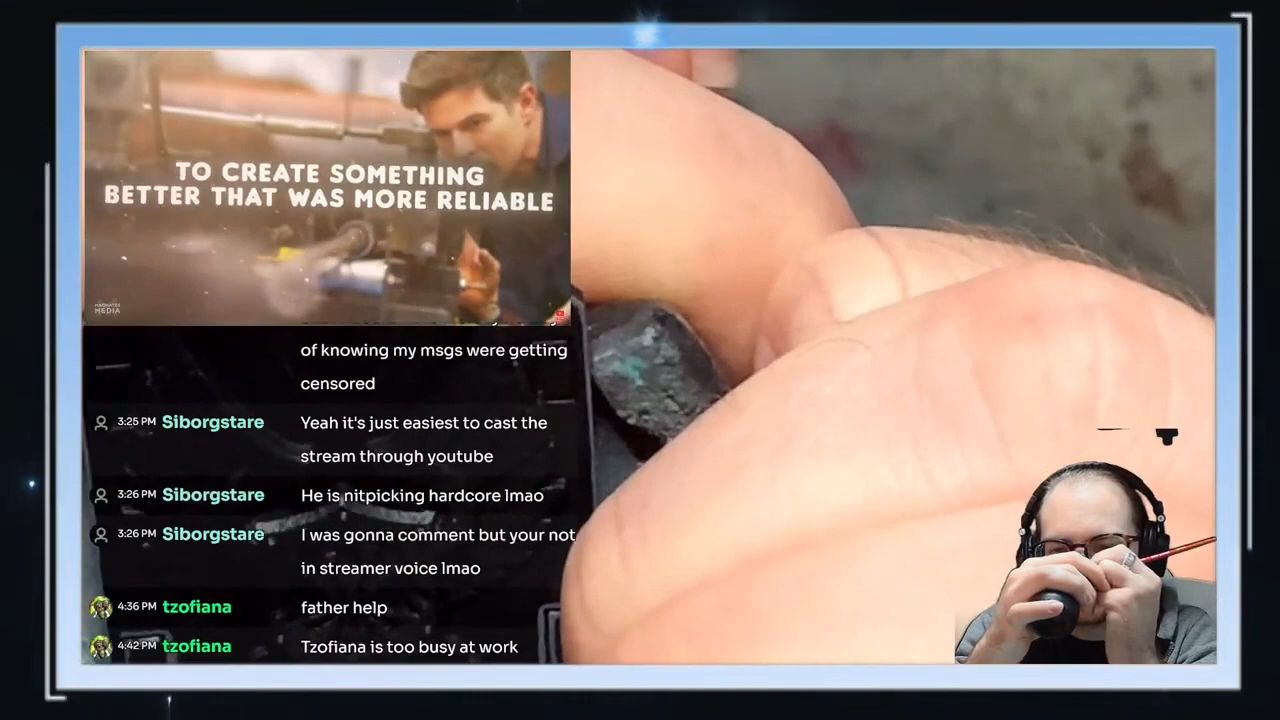 TO CREATE SOMETHING
BETTER THAT WAS MORE RELIABLE
MAGNATES
MEDIA
of knowing my msgs were getting
censored
3:25 PM Siborgstare Yeah it's just easiest to cast the
stream through youtube
3:26 PM Siborgstare He is nitpicking hardcore lmao
3:26 PM Siborgstare I was gonna comment but your not
in streamer voice lmao
4:36 PM tzofiana father help
4:42 PM tzofiana Tzofiana is too busy at work